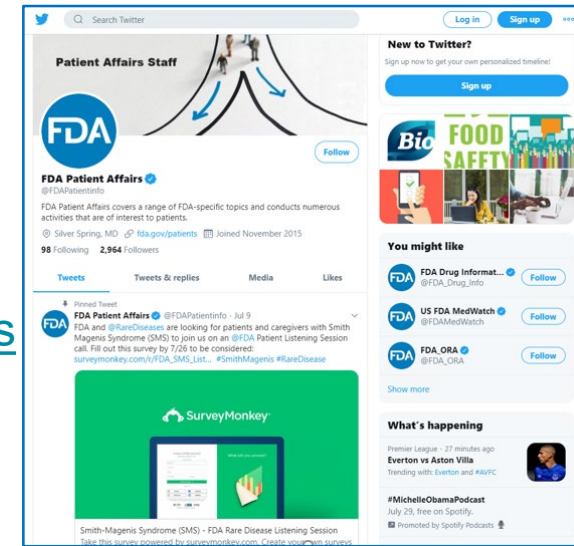 Search Twitter
Log in
Sign up
Patient Affairs Staff
FDA
Follow
FDA Patient Affairs
@FDAPatientinfo
FDA Patient Affairs covers a range of FDA-specific topics and conducts numerous
activities that are of interest to patients.
Silver Spring, MD fda.gov/patients Joined November 2015
98 Following 2,964 Followers
Tweets Tweets & replies Media Likes
Pinned Tweet
FDA
FDA Patient Affairs @FDAPatientinfo · Jul 9
FDA and @RareDiseases are looking for patients and caregivers with Smith
Magenis Syndrome (SMS) to join us on an @FDA Patient Listening Session
call. Fill out this survey by 7/26 to be considered:
surveymonkey.com/r/FDA_SMS_List... #SmithMagenis #RareDisease
SurveyMonkey
Smith-Magenis Syndrome (SMS) - FDA Rare Disease Listening Session
Take this survey powered by surveymonkey.com. Create your own surveys
s
New to Twitter?
Sign up now to get your own personalized timeline!
Sign up
Bio
FOOD
SAFETY
You might like
FDA
FDA Drug Informat...
@FDA_Drug_Info
Follow
FDA
US FDA MedWatch
@FDAMedWatch
Follow
FDA
FDA_ORA
@FDA_ORA
Follow
Show more
What's happening
Premier League · 27 minutes ago
Everton vs Aston Villa
Trending with: Everton and #AVFC
#MichelleObamaPodcast
July 29, free on Spotify.
Promoted by Spotify Podcasts